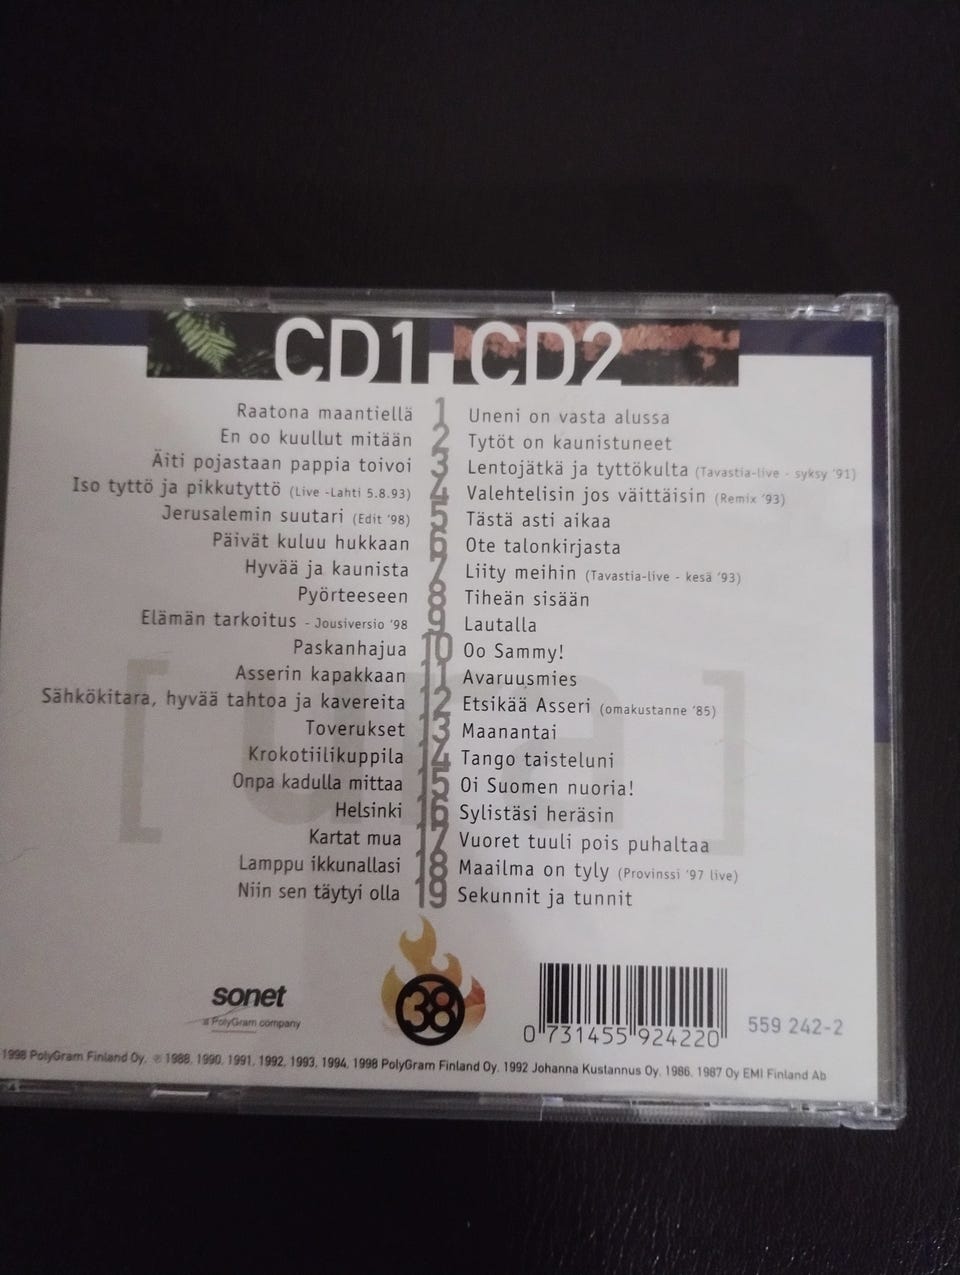 CD1 CD2
Raatona maantiellä 1 Uneni on vasta alussa
En oo kuullut mitään 2 Tytöt on kaunistuneet
Äiti pojastaan pappia toivoi 3 Lentojätkä ja tyttökulta (Tavastia-live - syksy '91)
Iso tyttö ja pikkutyttö (Live -Lahti 5.8.93) 4 Valehtelisin jos väittäisin (Remix '93)
Jerusalemin suutari (Edit '98) 5 Tästä asti aikaa
Päivät kuluu hukkaan 6 Ote talonkirjasta
Hyvää ja kaunista 7 Liity meihin (Tavastia-live - kesä '93)
Pyörteeseen 8 Tiheän sisään
Elämän tarkoitus - Jousiversio '98 9 Lautalla
Paskanhajua 10 Oo Sammy!
Asserin kapakkaan 11 Avaruusmies
Sähkökitara, hyvää tahtoa ja kavereita 12 Etsikää Asseri (omakustanne '85)
Toverukset 13 Maanantai
Krokotiilikuppila 14 Tango taisteluni
Onpa kadulla mittaa 15 Oi Suomen nuoria!
Helsinki 16 Sylistäsi heräsin
Kartat mua 17 Vuoret tuuli pois puhaltaa
Lamppu ikkunallasi 18 Maailma on tyly (Provinssi '97 live)
Niin sen täytyi olla 19 Sekunnit ja tunnit
sonet
a PolyGram company
38
0 731455 924220
559 242-2
1998 PolyGram Finland Oy. ℗ 1988, 1990, 1991, 1992, 1993, 1994, 1998 PolyGram Finland Oy. 1992 Johanna Kustannus Oy. 1986, 1987 Oy EMI Finland Ab